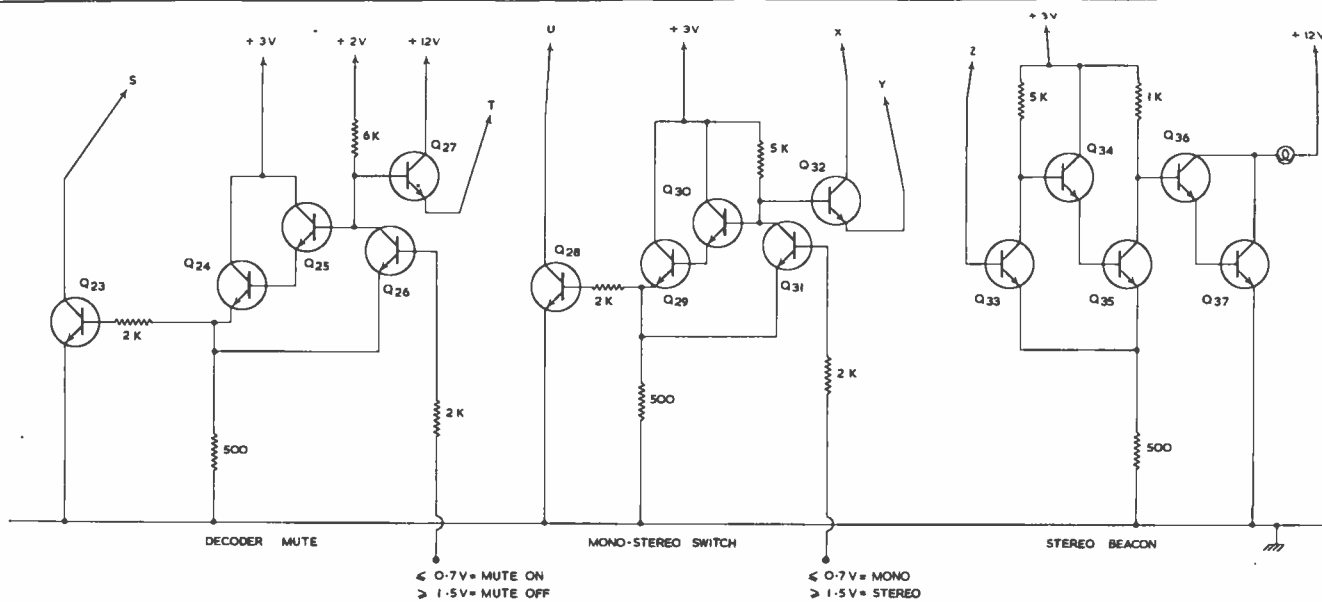 S
+ 3V
+ 2V
+12V
T
6K
Q27
Q24
Q25
Q26
Q23
2K
2K
500
DECODER MUTE
⩽ 0·7V= MUTE ON
⩾ 1·5V= MUTE OFF
U
+ 3V
X
Y
5K
Q32
Q30
Q28
2K
Q29
Q31
2K
500
MONO-STEREO SWITCH
⩽ 0·7V= MONO
⩾ 1·5V= STEREO
Z
+ 3V
+ 12V
5K
1K
Q34
Q36
Q33
Q35
Q37
500
STEREO BEACON